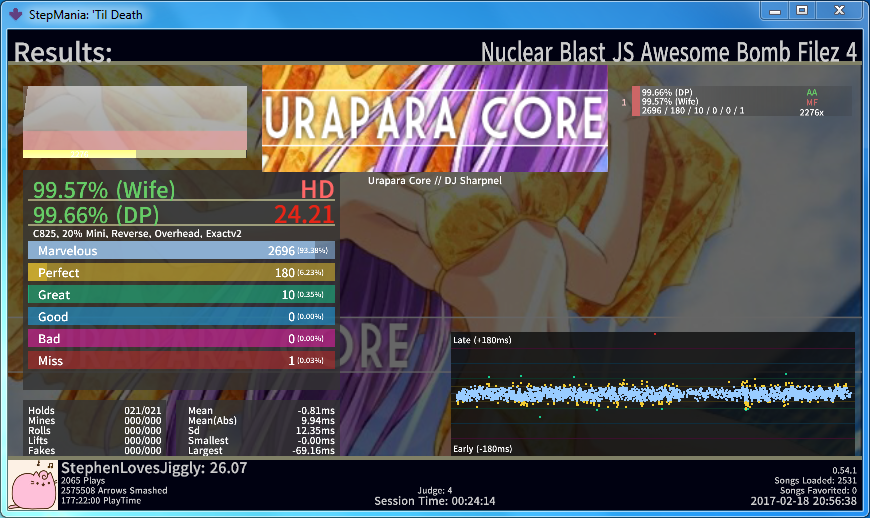 StepMania: 'Til Death
Results:
Nuclear Blast JS Awesome Bomb Filez 4
URAPARA CORE
Urapara Core // DJ Sharpnel
1
99.66% (DP) AA
99.57% (Wife) MF
2696 / 180 / 10 / 0 / 0 / 1 2276x
99.57% (Wife) HD
99.66% (DP) 24.21
C825, 20% Mini, Reverse, Overhead, Exactv2
Marvelous 2696 (93.38%)
Perfect 180 (6.23%)
Great 10 (0.35%)
Good 0 (0.00%)
Bad 0 (0.00%)
Miss 1 (0.03%)
ORE
Late (+180ms)
Early (-180ms)
Holds 021/021
Mines 000/000
Rolls 000/000
Lifts 000/000
Fakes 000/000
Mean -0.81ms
Mean(Abs) 9.94ms
Sd 12.35ms
Smallest -0.00ms
Largest -69.16ms
StephenLovesJiggly: 26.07
2065 Plays
2575508 Arrows Smashed
177:22:00 PlayTime
Judge: 4
Session Time: 00:24:14
0.54.1
Songs Loaded: 2531
Songs Favorited: 0
2017-02-18 20:56:38